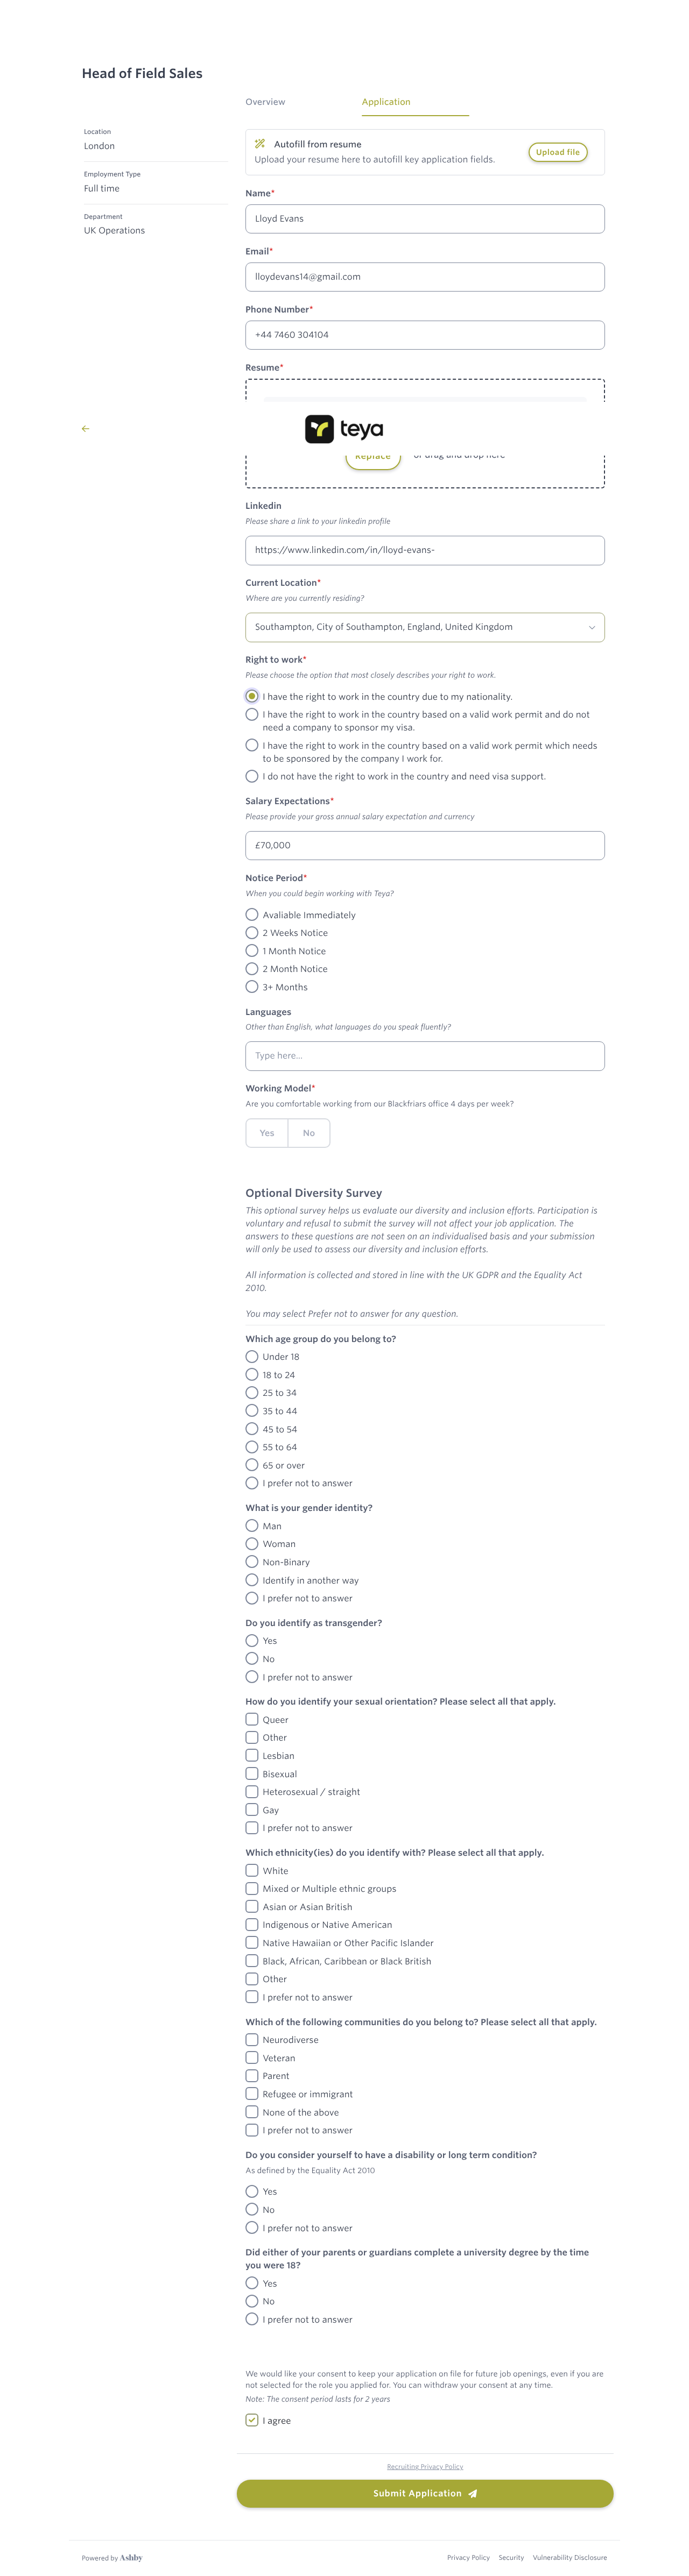 Head of Field Sales
Overview
Application
Location
London
Employment Type
Full time
Department
UK Operations
Autofill from resume
Upload your resume here to autofill key application fields.
Upload file
Name*
Lloyd Evans
Email*
lloydevans14@gmail.com
Phone Number*
+44 7460 304104
Resume*
teya
Replace
or drag and drop here
Linkedin
Please share a link to your linkedin profile
https://www.linkedin.com/in/lloyd-evans-
Current Location*
Where are you currently residing?
Southampton, City of Southampton, England, United Kingdom
Right to work*
Please choose the option that most closely describes your right to work.
I have the right to work in the country due to my nationality.
I have the right to work in the country based on a valid work permit and do not
need a company to sponsor my visa.
I have the right to work in the country based on a valid work permit which needs
to be sponsored by the company I work for.
I do not have the right to work in the country and need visa support.
Salary Expectations*
Please provide your gross annual salary expectation and currency
£70,000
Notice Period*
When you could begin working with Teya?
Avaliable Immediately
2 Weeks Notice
1 Month Notice
2 Month Notice
3+ Months
Languages
Other than English, what languages do you speak fluently?
Type here...
Working Model*
Are you comfortable working from our Blackfriars office 4 days per week?
Yes
No
Optional Diversity Survey
This optional survey helps us evaluate our diversity and inclusion efforts. Participation is
voluntary and refusal to submit the survey will not affect your job application. The
answers to these questions are not seen on an individualised basis and your submission
will only be used to assess our diversity and inclusion efforts.
All information is collected and stored in line with the UK GDPR and the Equality Act
2010.
You may select Prefer not to answer for any question.
Which age group do you belong to?
Under 18
18 to 24
25 to 34
35 to 44
45 to 54
55 to 64
65 or over
I prefer not to answer
What is your gender identity?
Man
Woman
Non-Binary
Identify in another way
I prefer not to answer
Do you identify as transgender?
Yes
No
I prefer not to answer
How do you identify your sexual orientation? Please select all that apply.
Queer
Other
Lesbian
Bisexual
Heterosexual / straight
Gay
I prefer not to answer
Which ethnicity(ies) do you identify with? Please select all that apply.
White
Mixed or Multiple ethnic groups
Asian or Asian British
Indigenous or Native American
Native Hawaiian or Other Pacific Islander
Black, African, Caribbean or Black British
Other
I prefer not to answer
Which of the following communities do you belong to? Please select all that apply.
Neurodiverse
Veteran
Parent
Refugee or immigrant
None of the above
I prefer not to answer
Do you consider yourself to have a disability or long term condition?
As defined by the Equality Act 2010
Yes
No
I prefer not to answer
Did either of your parents or guardians complete a university degree by the time
you were 18?
Yes
No
I prefer not to answer
We would like your consent to keep your application on file for future job openings, even if you are
not selected for the role you applied for. You can withdraw your consent at any time.
Note: The consent period lasts for 2 years
I agree
Recruiting Privacy Policy
Submit Application
Powered by Ashby
Privacy Policy
Security
Vulnerability Disclosure